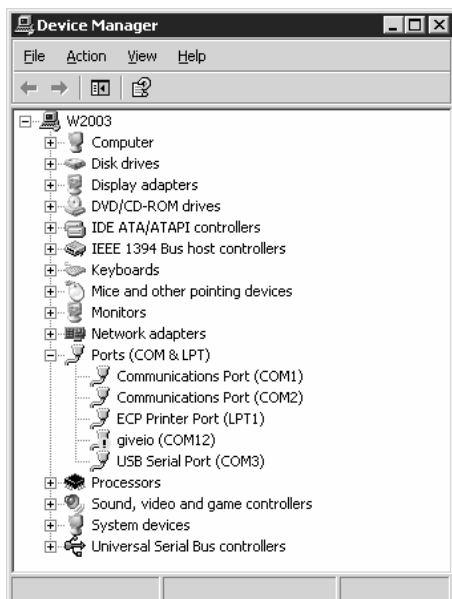 Device Manager
File Action View Help
W2003
Computer
Disk drives
Display adapters
DVD/CD-ROM drives
IDE ATA/ATAPI controllers
IEEE 1394 Bus host controllers
Keyboards
Mice and other pointing devices
Monitors
Network adapters
Ports (COM & LPT)
Communications Port (COM1)
Communications Port (COM2)
ECP Printer Port (LPT1)
giveio (COM12)
USB Serial Port (COM3)
Processors
Sound, video and game controllers
System devices
Universal Serial Bus controllers